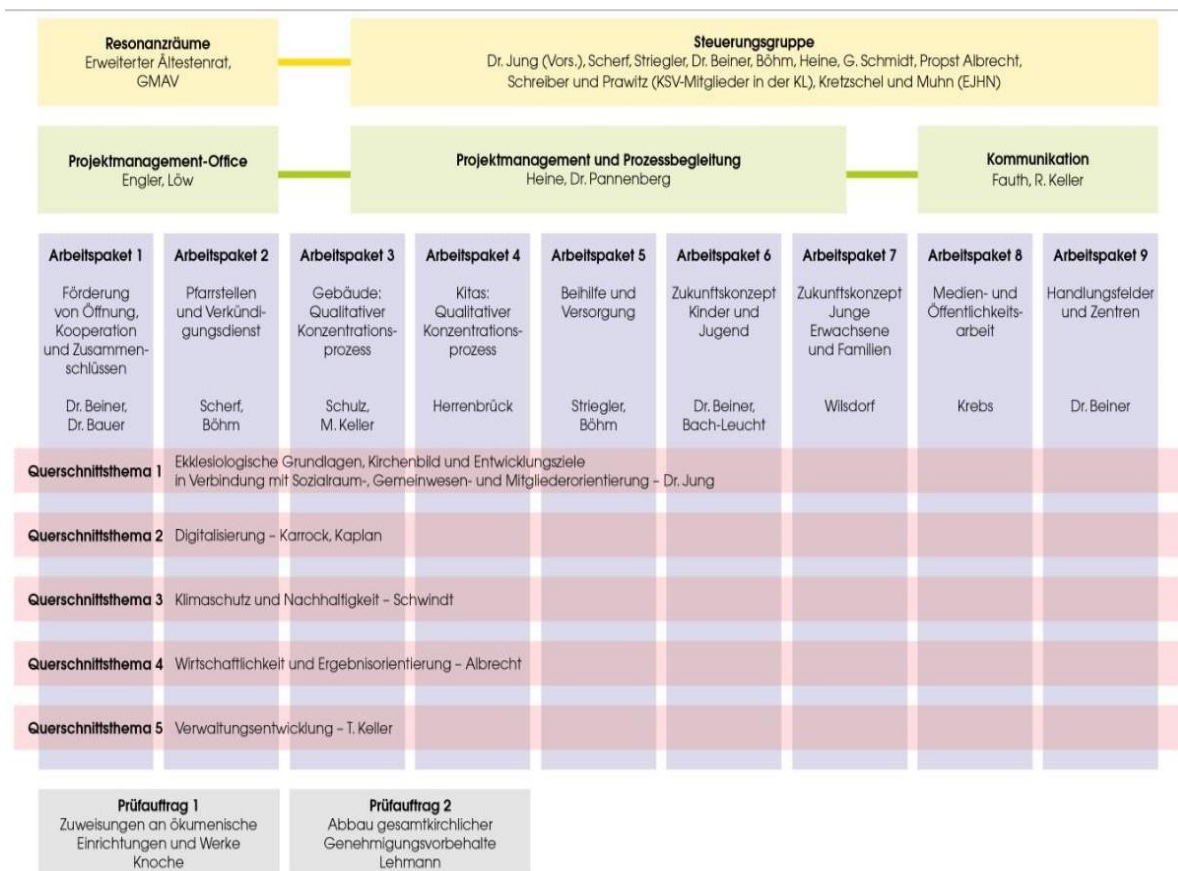 Resonanzräume
Erweiterter Ältestenrat,
GMAV
Steuerungsgruppe
Dr. Jung (Vors.), Scherf, Striegler, Dr. Beiner, Böhm, Heine, G. Schmidt, Propst Albrecht,
Schreiber und Prawitz (KSV-Mitglieder in der KL), Kretzschel und Muhn (EJHN)
Projektmanagement-Office
Engler, Löw
Projektmanagement und Prozessbegleitung
Heine, Dr. Pannenberg
Kommunikation
Fauth, R. Keller
Arbeitspaket 1
Förderung
von Öffnung,
Kooperation
und Zusammen-
schlüssen
Dr. Beiner,
Dr. Bauer
Arbeitspaket 2
Pfarrstellen
und Verkündi-
gungsdienst
Scherf,
Böhm
Arbeitspaket 3
Gebäude:
Qualitativer
Konzentrations-
prozess
Schulz,
M. Keller
Arbeitspaket 4
Kitas:
Qualitativer
Konzentrations-
prozess
Herrenbrück
Arbeitspaket 5
Beihilfe und
Versorgung
Striegler,
Böhm
Arbeitspaket 6
Zukunftskonzept
Kinder und
Jugend
Dr. Beiner,
Bach-Leucht
Arbeitspaket 7
Zukunftskonzept
Junge
Erwachsene
und Familien
Wilsdorf
Arbeitspaket 8
Medien- und
Öffentlichkeits-
arbeit
Krebs
Arbeitspaket 9
Handlungsfelder
und Zentren
Dr. Beiner
Querschnittsthema 1
Ekklesiologische Grundlagen, Kirchenbild und Entwicklungsziele
in Verbindung mit Sozialraum-, Gemeinwesen- und Mitgliederorientierung – Dr. Jung
Querschnittsthema 2 Digitalisierung – Karrock, Kaplan
Querschnittsthema 3 Klimaschutz und Nachhaltigkeit – Schwindt
Querschnittsthema 4 Wirtschaftlichkeit und Ergebnisorientierung – Albrecht
Querschnittsthema 5 Verwaltungsentwicklung – T. Keller
Prüfauftrag 1
Zuweisungen an ökumenische
Einrichtungen und Werke
Knoche
Prüfauftrag 2
Abbau gesamtkirchlicher
Genehmigungsvorbehalte
Lehmann